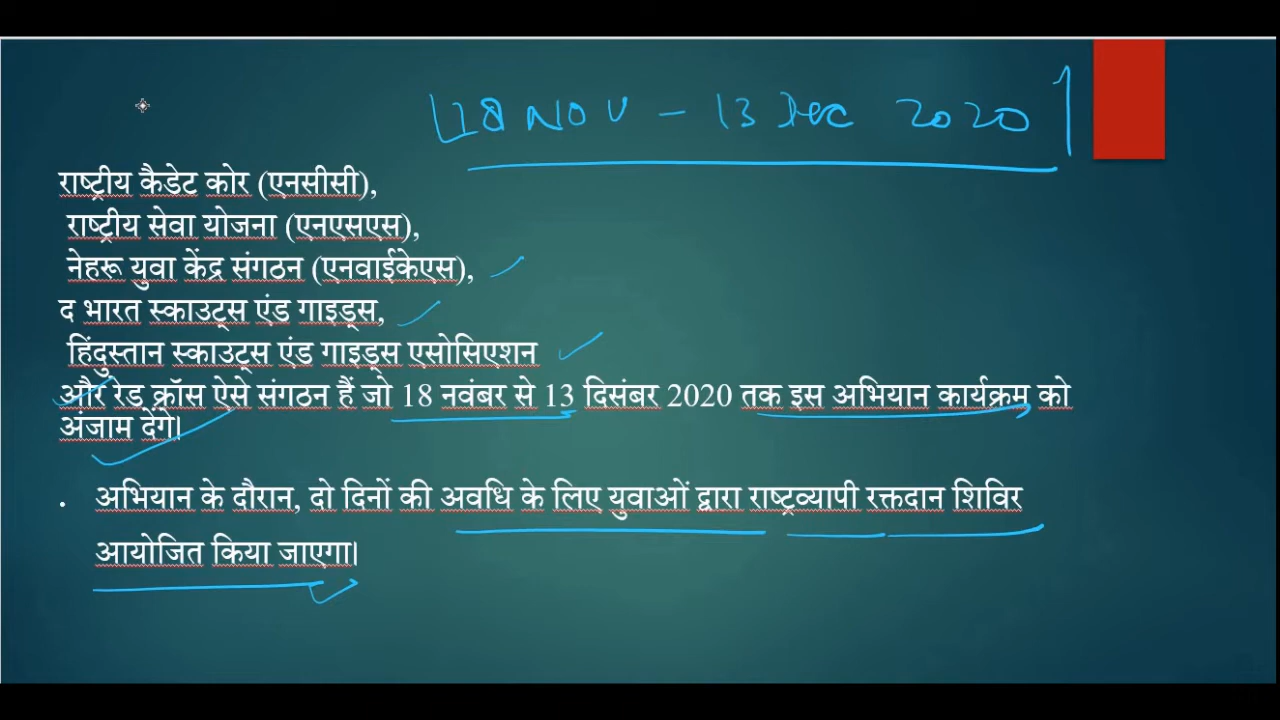 18 NOV - 13 Dec 2020
राष्ट्रीय कैडेट कोर (एनसीसी),
राष्ट्रीय सेवा योजना (एनएसएस),
नेहरू युवा केंद्र संगठन (एनवाईकेएस),
द भारत स्काउट्स एंड गाइड्स,
हिंदुस्तान स्काउट्स एंड गाइड्स एसोसिएशन
और रेड क्रॉस ऐसे संगठन हैं जो 18 नवंबर से 13 दिसंबर 2020 तक इस अभियान कार्यक्रम को
अंजाम देंगे।
. अभियान के दौरान, दो दिनों की अवधि के लिए युवाओं द्वारा राष्ट्रव्यापी रक्तदान शिविर
आयोजित किया जाएगा।